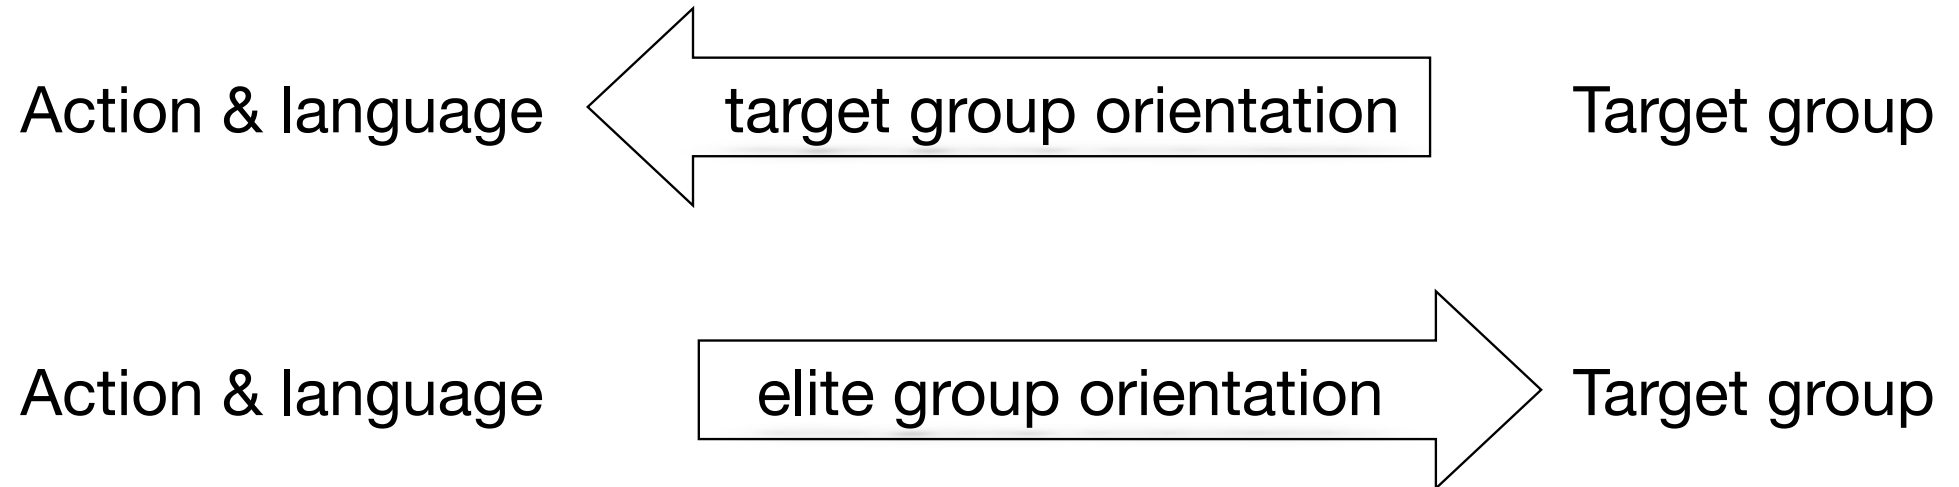 Action & language target group orientation Target group
Action & language elite group orientation Target group